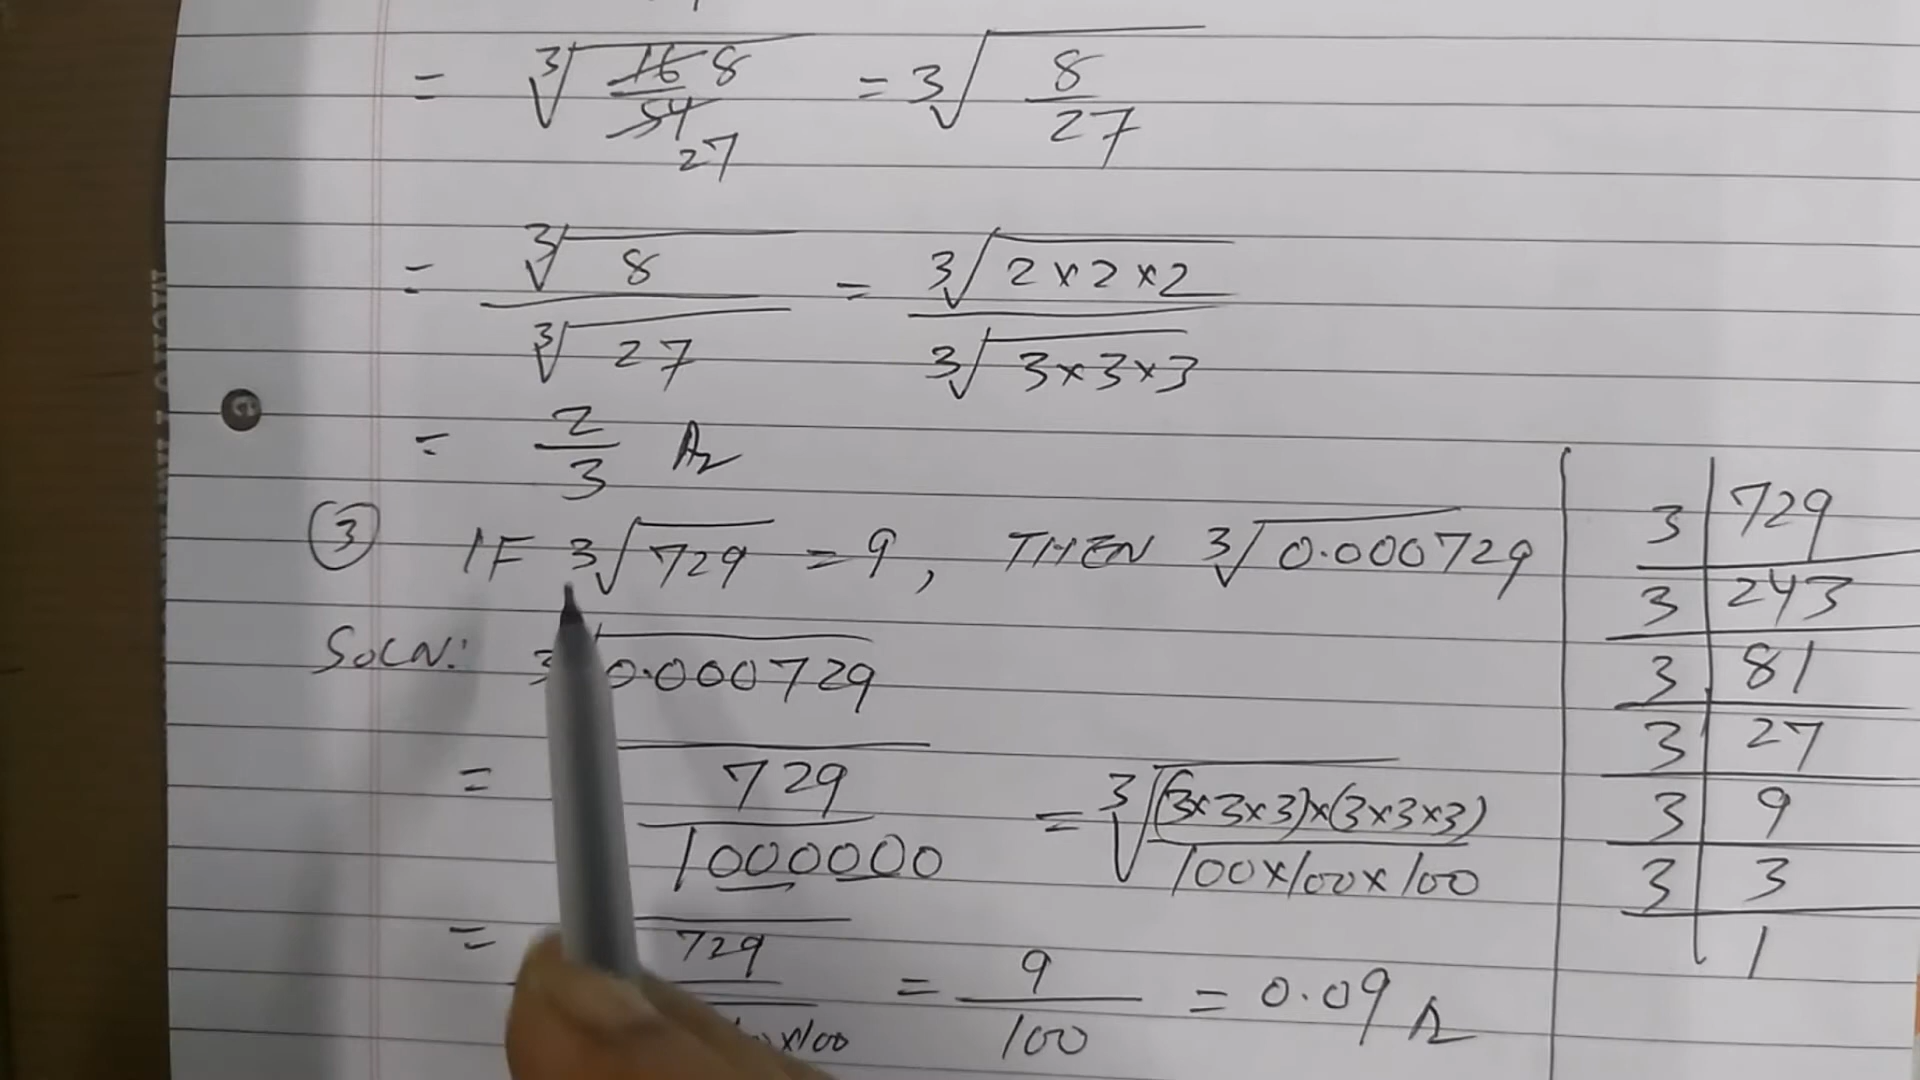 = ∛(16/54) 8 27 = ∛(8/27)
= ∛8 / ∛27 = ∛(2×2×2) / ∛(3×3×3)
= 2/3
③ IF ∛729 = 9, THEN ∛0.000729
SOLN: ∛0.000729
= 729/1000000 = ∛((3×3×3)×(3×3×3) / 100×100×100)
= 729 / ×100 = 9/100 = 0.09
3 | 729
3 | 243
3 | 81
3 | 27
3 | 9
3 | 3
1